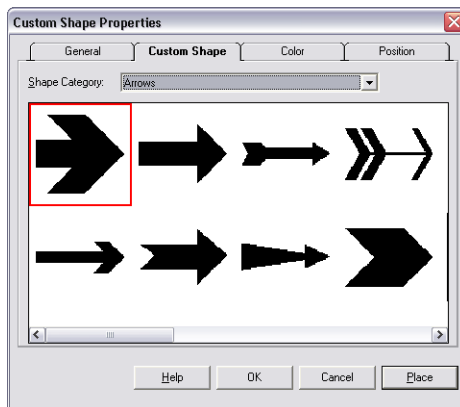 Custom Shape Properties
General Custom Shape Color Position
Shape Category: Arrows
Help OK Cancel Place